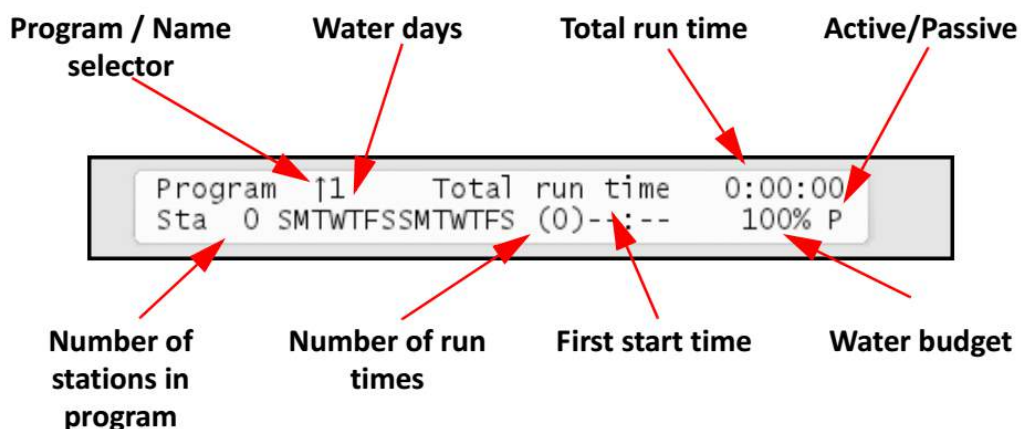 Program / Name
selector
Water days
Total run time
Active/Passive
Program ↑1 Total run time 0:00:00
Sta 0 SMTWTFSSMTWTFS (0)--:-- 100% P
Number of
stations in
program
Number of run
times
First start time
Water budget